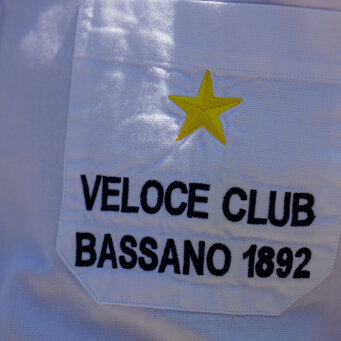 VELOCE CLUB
BASSANO 1892